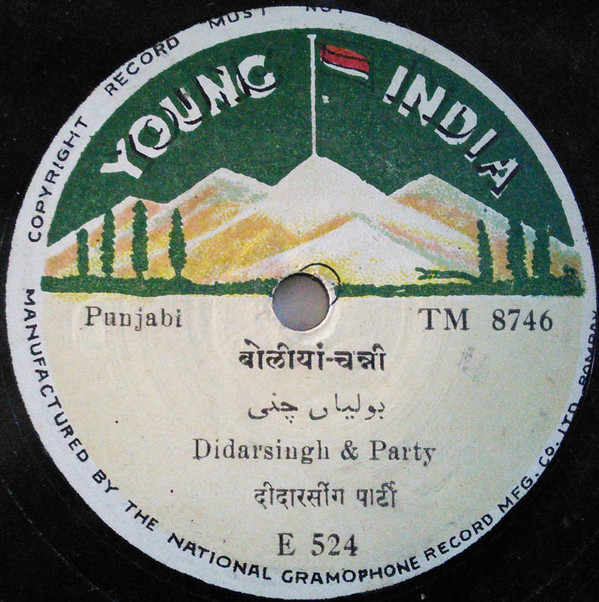 COPYRIGHT RECORD MUST NOT
YOUNG INDIA
Punjabi
TM 8746
बोलीयां-चन्नी
بولیاں چنی
Didarsingh & Party
दीदारसींग पार्टी
E 524
MANUFACTURED BY THE NATIONAL GRAMOPHONE RECORD MFG. CO. LTD. BOMBAY